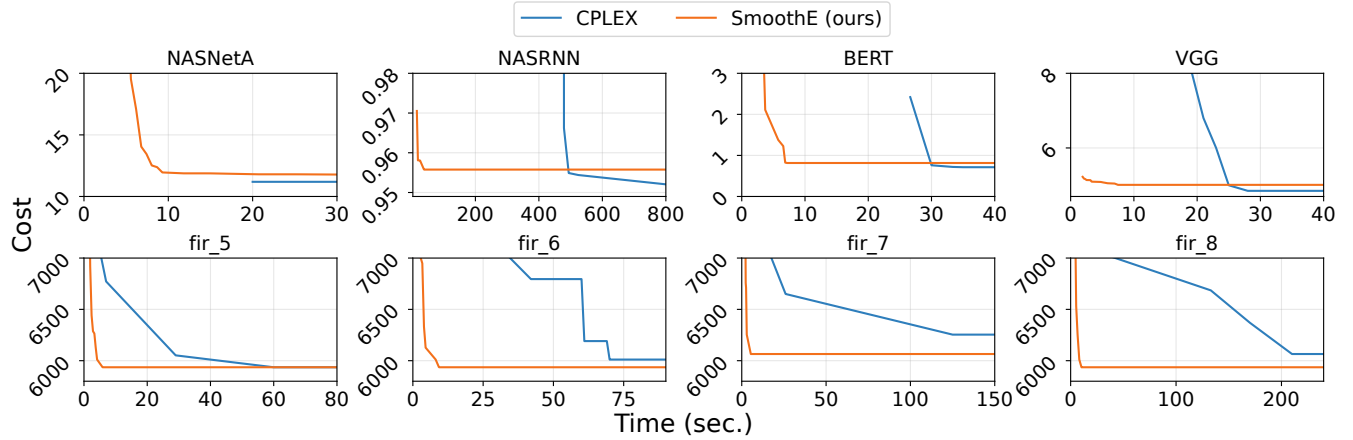 CPLEX SmoothE (ours)
NASNetA NASRNN BERT VGG
20 0.98 3 8
0.97 2
15 0.96 1 6
10 0.95 0
0 10 20 30 200 400 600 800 0 10 20 30 40 0 10 20 30 40
Cost
fir_5 fir_6 fir_7 fir_8
7000 7000 7000 7000
6500 6500 6500 6500
6000 6000 6000 6000
0 20 40 60 80 0 25 50 75 0 50 100 150 0 100 200
Time (sec.)